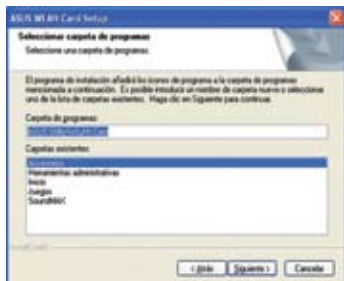 ASUS WLAN Card Setup
Seleccionar carpeta de programas
Seleccione una carpeta de programas.
El programa de instalación añadirá los iconos de programa a la carpeta de programas
mencionada a continuación. Es posible introducir un nombre de carpeta nuevo o seleccionar
uno de la lista de carpetas existentes. Haga clic en Siguiente para continuar.
Carpeta de programas:
Carpetas existentes:
Accesorios
Herramientas administrativas
Inicio
Juegos
SoundMAX
< Atrás
Siguiente >
Cancelar